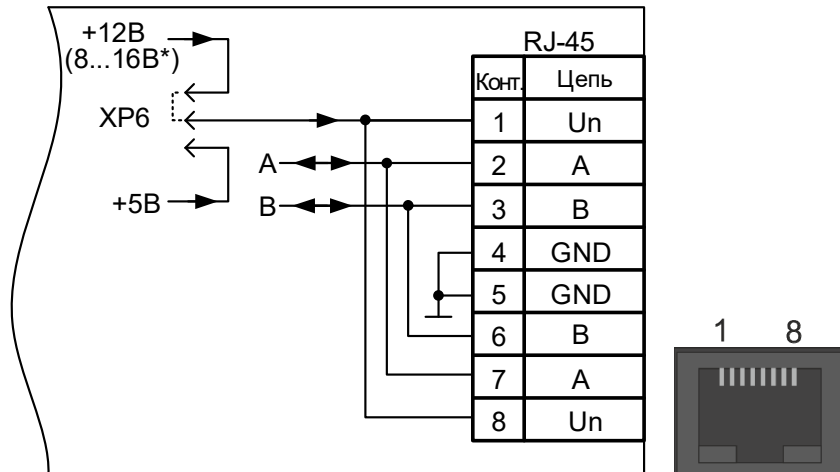 +12В
(8...16В*)
XP6
+5В
A
B
RJ-45
Конт. Цепь
1 Un
2 A
3 B
4 GND
5 GND
6 B
7 A
8 Un
1 8